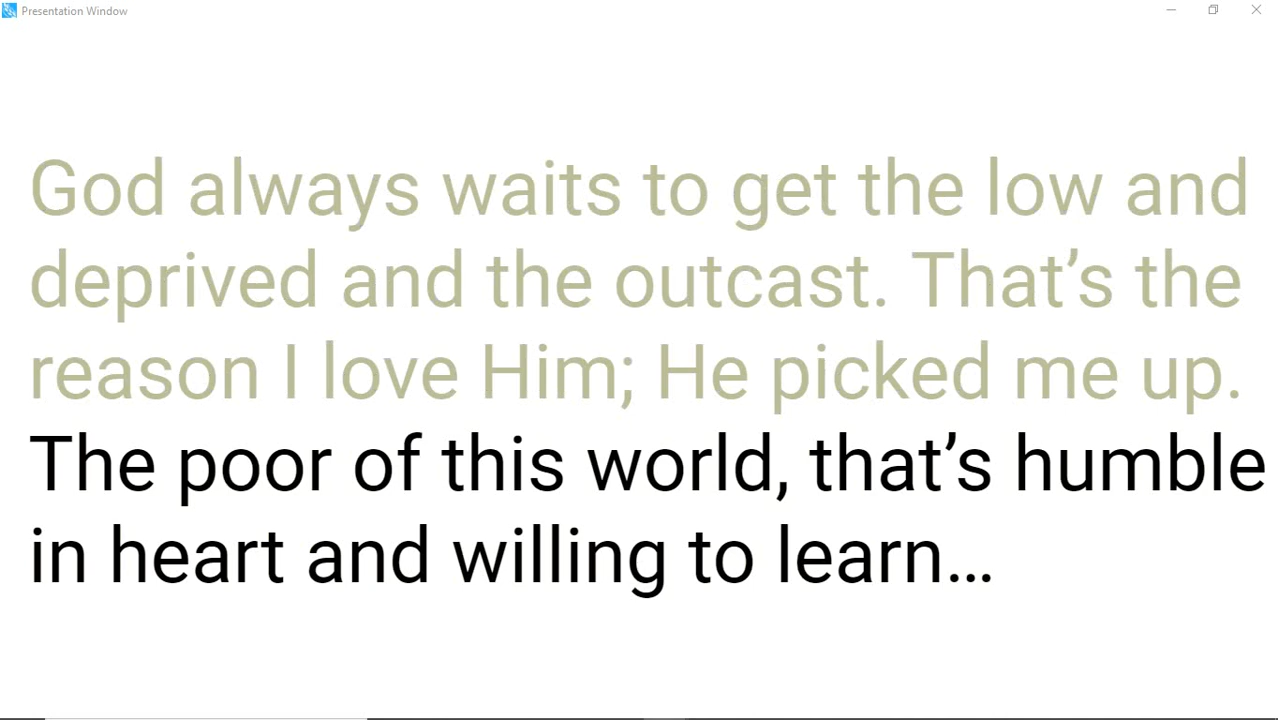 Presentation Window
God always waits to get the low and
deprived and the outcast. That’s the
reason I love Him; He picked me up.
The poor of this world, that’s humble
in heart and willing to learn…